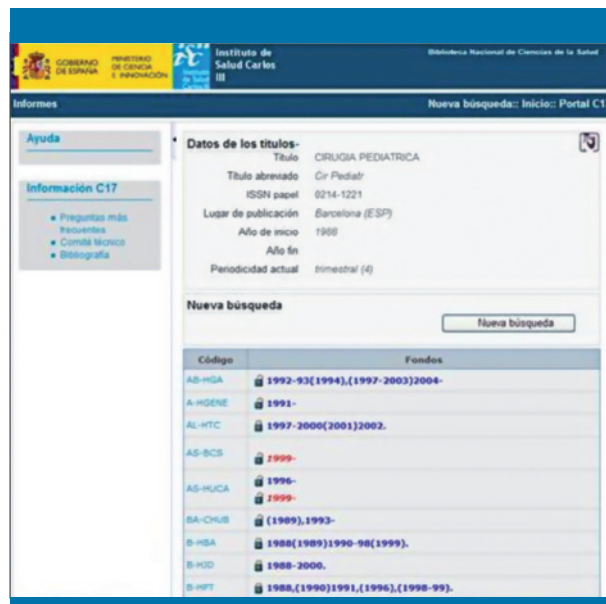 GOBIERNO DE ESPAÑA
MINISTERIO DE CIENCIA E INNOVACIÓN
Instituto de Salud Carlos III
Biblioteca Nacional de Ciencias de la Salud
Informes
Nueva búsqueda:: Inicio:: Portal C1
Ayuda
Información C17
Preguntas más frecuentes
Comité técnico
Bibliografía
Datos de los titulos-
Titulo CIRUGIA PEDIATRICA
Título abreviado Cir Pediatr
ISSN papel 0214-1221
Lugar de publicación Barcelona (ESP)
Año de inicio 1988
Año fin
Periodicidad actual trimestral (4)
Nueva búsqueda
Nueva búsqueda
Código Fondos
AB-HGA 1992-93(1994),(1997-2003)2004-
A-HGENE 1991-
AL-HTC 1997-2000(2001)2002.
AS-BCS 1999-
AS-HUCA 1996-
1999-
BA-CHUB (1989),1993-
B-HBA 1988(1989)1990-98(1999).
B-HJD 1988-2000.
B-HPT 1988,(1990)1991,(1996),(1998-99).